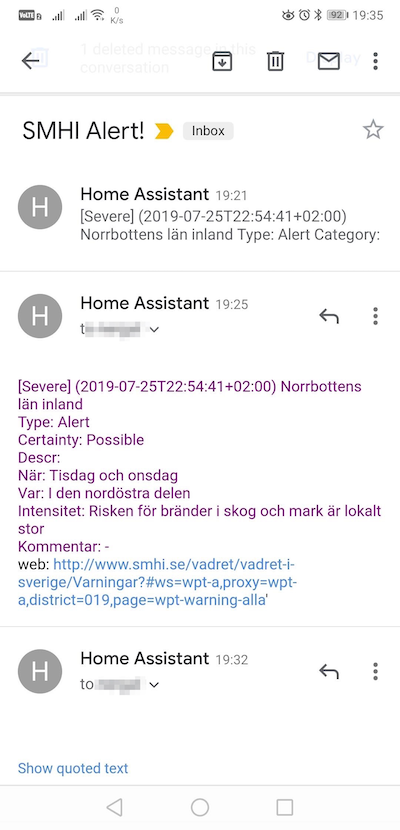 VoLTE 2
0
K/s
92
19:35
1 deleted message in this
conversation
SMHI Alert!
Inbox
H
Home Assistant 19:21
[Severe] (2019-07-25T22:54:41+02:00)
Norrbottens län inland Type: Alert Category:
H
Home Assistant 19:25
[Severe] (2019-07-25T22:54:41+02:00) Norrbottens
län inland
Type: Alert
Certainty: Possible
Descr:
När: Tisdag och onsdag
Var: I den nordöstra delen
Intensitet: Risken för bränder i skog och mark är lokalt
stor
Kommentar: -
web: http://www.smhi.se/vadret/vadret-i-
sverige/Varningar?#ws=wpt-a,proxy=wpt-
a,district=019,page=wpt-warning-alla'
H
Home Assistant 19:32
to
Show quoted text